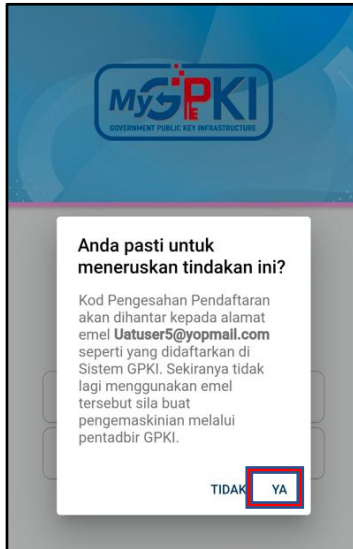 MyGPKI
GOVERNMENT PUBLIC KEY INFRASTRUCTURE
Anda pasti untuk
meneruskan tindakan ini?
Kod Pengesahan Pendaftaran
akan dihantar kepada alamat
emel Uatuser5@yopmail.com
seperti yang didaftarkan di
Sistem GPKI. Sekiranya tidak
lagi menggunakan emel
tersebut sila buat
pengemaskinian melalui
pentadbir GPKI.
TIDAK YA